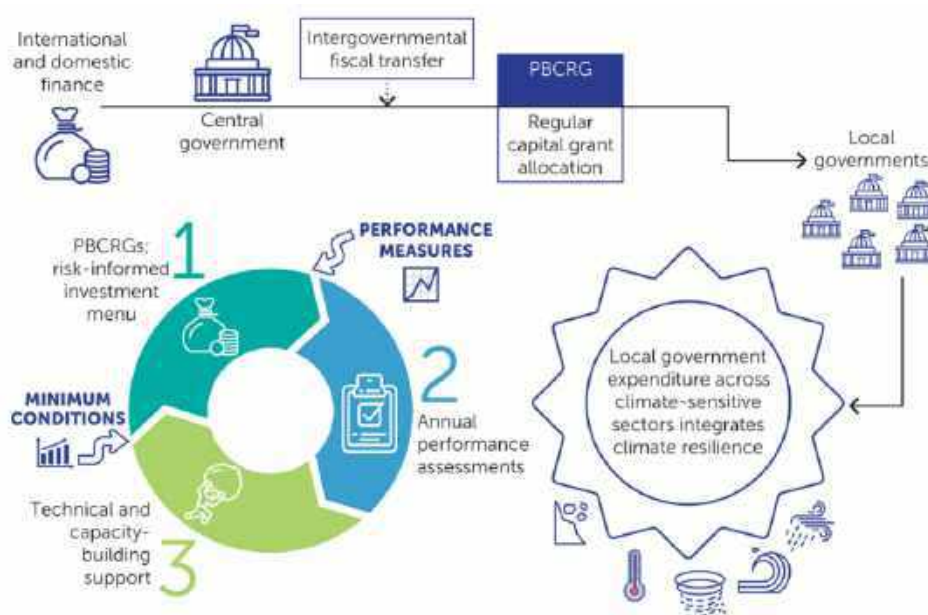 International
and domestic
finance
Central
government
Intergovernmental
fiscal transfer
PBCRG
Regular
capital grant
allocation
Local
governments
1
PBCRGs;
risk-informed
investment
menu
PERFORMANCE
MEASURES
2
Annual
performance
assessments
MINIMUM
CONDITIONS
Technical and
capacity-
building
support
3
Local government
expenditure across
climate-sensitive
sectors integrates
climate resilience